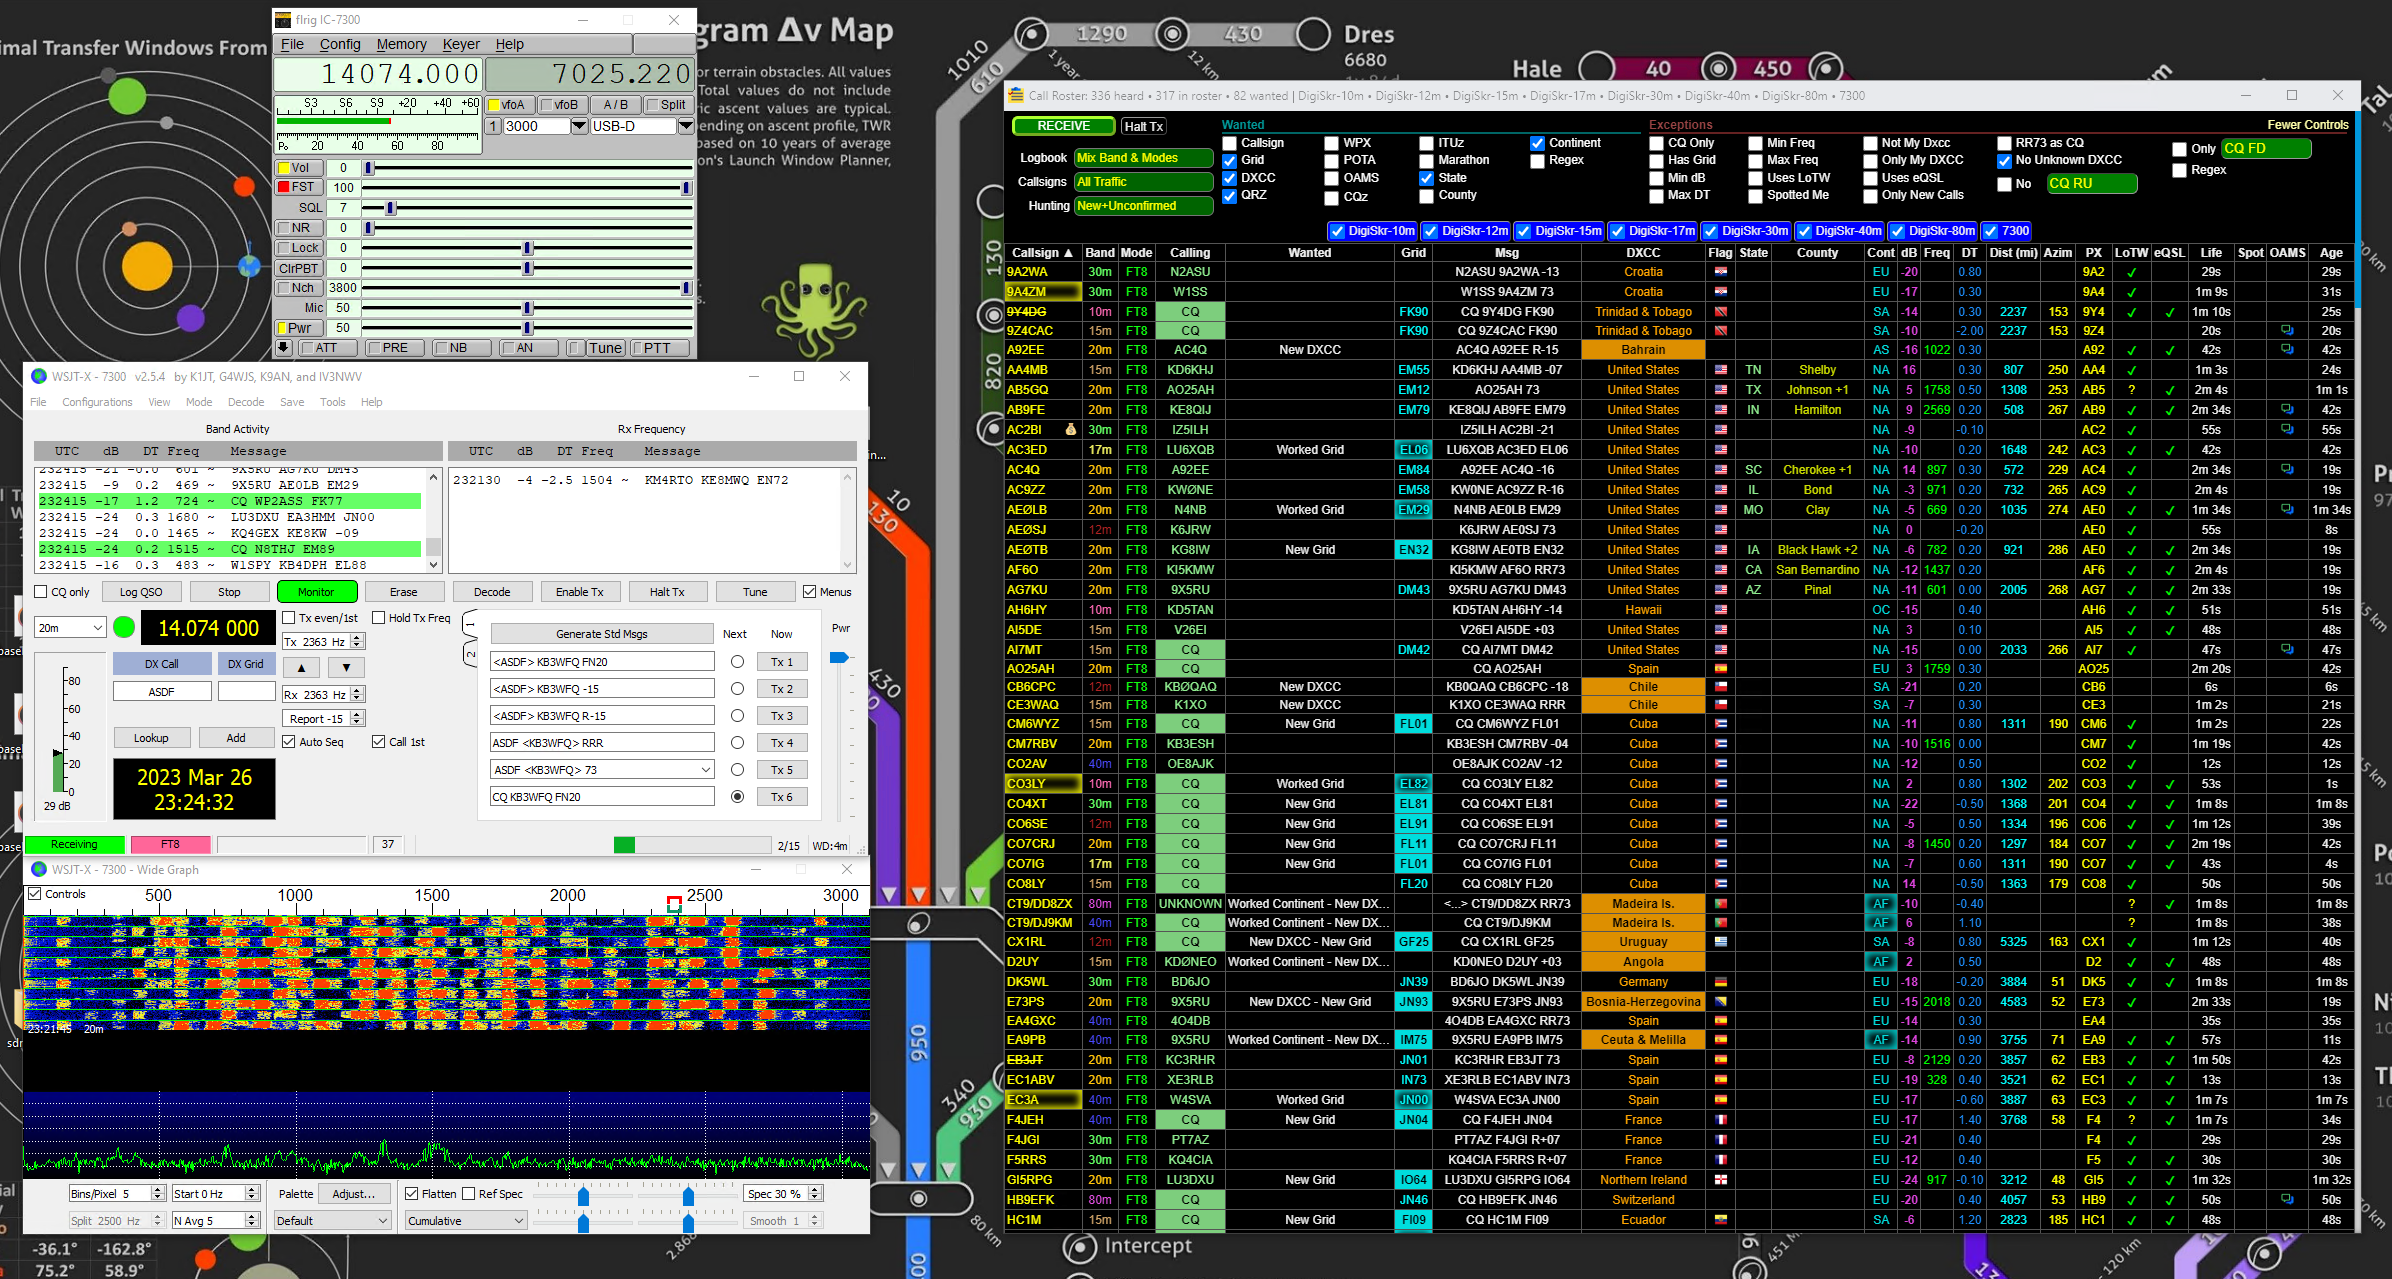 imal Transfer Windows From
gram Δv Map
or terrain obstacles. All values
Total values do not include
ric ascent values are typical.
ending on ascent profile, TWR
based on 10 years of average
on's Launch Window Planner,
1010
610
1290
430
Dres
6680
12 km
Hale
40
450
flrig IC-7300
File Config Memory Keyer Help
14074.000
7025.220
S3 S6 S9 +20 +40 +60
Po 20 40 60 80
vfoA vfoB A / B Split
1 3000 USB-D
Vol 0
FST 100
SQL 7
NR 0
Lock 0
ClrPBT 0
Nch 3800
Mic 50
Pwr 50
ATT PRE NB AN Tune PTT
WSJT-X - 7300 v2.5.4 by K1JT, G4WJS, K9AN, and IV3NWV
File Configurations View Mode Decode Save Tools Help
Band Activity
Rx Frequency
UTC dB DT Freq Message
UTC dB DT Freq Message
232415 -21 -0.0 601 ~ 9X5RU AG7KU DM43
232415 -9 0.2 469 ~ 9X5RU AE0LB EM29
232415 -17 1.2 724 ~ CQ WP2ASS FK77
232415 -24 0.3 1680 ~ LU3DXU EA3HMM JN00
232415 -24 0.0 1465 ~ KQ4GEX KE8KW -09
232415 -24 0.2 1515 ~ CQ N8THJ EM89
232415 -16 0.3 483 ~ W1SPY KB4DPH EL88
232130 -4 -2.5 1504 ~ KM4RTO KE8MWQ EN72
CQ only Log QSO Stop Monitor Erase Decode Enable Tx Halt Tx Tune Menus
20m 14.074 000 Tx even/1st Hold Tx Freq
Tx 2363 Hz
DX Call DX Grid
ASDF
Rx 2363 Hz
Report -15
Lookup Add Auto Seq Call 1st
2023 Mar 26
23:24:32
-80
-60
-40
-20
-0
29 dB
1
2
Generate Std Msgs Next Now Pwr
<ASDF> KB3WFQ FN20 Tx 1
<ASDF> KB3WFQ -15 Tx 2
<ASDF> KB3WFQ R-15 Tx 3
ASDF <KB3WFQ> RRR Tx 4
ASDF <KB3WFQ> 73 Tx 5
CQ KB3WFQ FN20 Tx 6
Receiving FT8 37 2/15 WD:4m
WSJT-X - 7300 - Wide Graph
Controls 500 1000 1500 2000 2500 3000
23:21:45 20m
Bins/Pixel 5 Start 0 Hz Palette Adjust... Flatten Ref Spec Spec 30 %
Split 2500 Hz N Avg 5 Default Cumulative Smooth 1
-36.1° -162.8°
75.2° 58.9°
Call Roster: 336 heard • 317 in roster • 82 wanted | DigiSkr-10m • DigiSkr-12m • DigiSkr-15m • DigiSkr-17m • DigiSkr-30m • DigiSkr-40m • DigiSkr-80m • 7300
RECEIVE Halt Tx
Logbook Mix Band & Modes
Callsigns All Traffic
Hunting New+Unconfirmed
Wanted
Callsign WPX ITUz Continent
Grid POTA Marathon Regex
DXCC OAMS State
QRZ CQz County
Exceptions Fewer Controls
CQ Only Min Freq Not My Dxcc RR73 as CQ Only CQ FD
Has Grid Max Freq Only My DXCC No Unknown DXCC Regex
Min dB Uses LoTW Uses eQSL No CQ RU
Max DT Spotted Me Only New Calls
DigiSkr-10m DigiSkr-12m DigiSkr-15m DigiSkr-17m DigiSkr-30m DigiSkr-40m DigiSkr-80m 7300
Callsign ▲ Band Mode Calling Wanted Grid Msg DXCC Flag State County Cont dB Freq DT Dist (mi) Azim PX LoTW eQSL Life Spot OAMS Age
9A2WA 30m FT8 N2ASU N2ASU 9A2WA -13 Croatia EU -20 0.80 9A2 ✓ 29s 29s
9A4ZM 30m FT8 W1SS W1SS 9A4ZM 73 Croatia EU -17 0.30 9A4 ✓ 1m 9s 31s
9Y4DG 10m FT8 CQ FK90 CQ 9Y4DG FK90 Trinidad & Tobago SA -14 0.30 2237 153 9Y4 ✓ ✓ 1m 10s 25s
9Z4CAC 15m FT8 CQ FK90 CQ 9Z4CAC FK90 Trinidad & Tobago SA -10 -2.00 2237 153 9Z4 20s 20s
A92EE 20m FT8 AC4Q New DXCC AC4Q A92EE R-15 Bahrain AS -16 1022 0.30 A92 ✓ ✓ 42s 42s
AA4MB 15m FT8 KD6KHJ EM55 KD6KHJ AA4MB -07 United States TN Shelby NA 16 0.30 807 250 AA4 ✓ 1m 3s 24s
AB5GQ 20m FT8 AO25AH EM12 AO25AH 73 United States TX Johnson +1 NA 5 1758 0.50 1308 253 AB5 ? ✓ 2m 4s 1m 1s
AB9FE 20m FT8 KE8QIJ EM79 KE8QIJ AB9FE EM79 United States IN Hamilton NA 9 2569 0.20 508 267 AB9 ✓ ✓ 2m 34s 42s
AC2BI 30m FT8 IZ5ILH IZ5ILH AC2BI -21 United States NA -9 -0.10 AC2 ✓ 55s 55s
AC3ED 17m FT8 LU6XQB Worked Grid EL06 LU6XQB AC3ED EL06 United States NA -10 0.20 1648 242 AC3 ✓ ✓ 42s 42s
AC4Q 20m FT8 A92EE EM84 A92EE AC4Q -16 United States SC Cherokee +1 NA 14 897 0.30 572 229 AC4 ✓ 2m 34s 19s
AC9ZZ 20m FT8 KWØNE EM58 KW0NE AC9ZZ R-16 United States IL Bond NA -3 971 0.20 732 265 AC9 ✓ 2m 4s 19s
AEØLB 20m FT8 N4NB Worked Grid EM29 N4NB AE0LB EM29 United States MO Clay NA -5 669 0.20 1035 274 AE0 ✓ 1m 34s 1m 34s
AEØSJ 12m FT8 K6JRW K6JRW AE0SJ 73 United States NA 0 -0.20 AE0 ✓ 55s 8s
AEØTB 20m FT8 KG8IW New Grid EN32 KG8IW AE0TB EN32 United States IA Black Hawk +2 NA -6 782 0.20 921 286 AE0 ✓ ✓ 2m 34s 19s
AF6O 20m FT8 KI5KMW KI5KMW AF6O RR73 United States CA San Bernardino NA -12 1437 0.20 AF6 ✓ ✓ 2m 4s 19s
AG7KU 20m FT8 9X5RU DM43 9X5RU AG7KU DM43 United States AZ Pinal NA -11 601 0.00 2005 268 AG7 ✓ ✓ 2m 33s 19s
AH6HY 10m FT8 KD5TAN KD5TAN AH6HY -14 Hawaii OC -15 0.40 AH6 ✓ ✓ 51s 51s
AI5DE 15m FT8 V26EI V26EI AI5DE +03 United States NA 3 0.10 AI5 ✓ ✓ 48s 48s
AI7MT 15m FT8 CQ DM42 CQ AI7MT DM42 United States NA -15 0.00 2033 266 AI7 ✓ 47s 47s
AO25AH 20m FT8 CQ CQ AO25AH Spain EU 3 1759 0.30 AO25 2m 20s 42s
CB6CPC 12m FT8 KBØQAQ New DXCC KB0QAQ CB6CPC -18 Chile SA -21 0.20 CB6 6s 6s
CE3WAQ 15m FT8 K1XO New DXCC K1XO CE3WAQ RRR Chile SA -7 0.30 CE3 1m 2s 21s
CM6WYZ 15m FT8 CQ New Grid FL01 CQ CM6WYZ FL01 Cuba NA -11 0.80 1311 190 CM6 ✓ 1m 2s 22s
CM7RBV 20m FT8 KB3ESH KB3ESH CM7RBV -04 Cuba NA -10 1516 0.00 CM7 ✓ 1m 19s 42s
CO2AV 40m FT8 OE8AJK OE8AJK CO2AV -12 Cuba NA -12 0.50 CO2 ✓ 12s 12s
CO3LY 10m FT8 CQ Worked Grid EL82 CQ CO3LY EL82 Cuba NA 2 0.80 1302 202 CO3 ✓ ✓ 53s 1s
CO4XT 30m FT8 CQ New Grid EL81 CQ CO4XT EL81 Cuba NA -22 -0.50 1368 201 CO4 ✓ ✓ 1m 8s 1m 8s
CO6SE 12m FT8 CQ New Grid EL91 CQ CO6SE EL91 Cuba NA -5 0.50 1334 196 CO6 ✓ ✓ 1m 12s 39s
CO7CRJ 20m FT8 CQ New Grid FL11 CQ CO7CRJ FL11 Cuba NA -8 1450 0.20 1297 184 CO7 ✓ ✓ 2m 19s 42s
CO7IG 17m FT8 CQ New Grid FL01 CQ CO7IG FL01 Cuba NA -7 0.60 1311 190 CO7 ✓ ✓ 43s 4s
CO8LY 15m FT8 CQ FL20 CQ CO8LY FL20 Cuba NA 14 -0.50 1363 179 CO8 ✓ 50s 50s
CT9/DD8ZX 80m FT8 UNKNOWN Worked Continent - New DX... <...> CT9/DD8ZX RR73 Madeira Is. AF -10 -0.40 ? ✓ 1m 8s 1m 8s
CT9/DJ9KM 40m FT8 CQ Worked Continent - New DX... CQ CT9/DJ9KM Madeira Is. AF 6 1.10 ? 1m 8s 38s
CX1RL 12m FT8 CQ New DXCC - New Grid GF25 CQ CX1RL GF25 Uruguay SA -8 0.80 5325 163 CX1 ✓ ✓ 1m 12s 40s
D2UY 15m FT8 KDØNEO Worked Continent - New DX... KD0NEO D2UY +03 Angola AF 2 0.50 D2 ✓ ✓ 48s 48s
DK5WL 30m FT8 BD6JO JN39 BD6JO DK5WL JN39 Germany EU -18 -0.20 3884 51 DK5 ✓ ✓ 1m 8s 1m 8s
E73PS 20m FT8 9X5RU New DXCC - New Grid JN93 9X5RU E73PS JN93 Bosnia-Herzegovina EU -15 2018 0.20 4583 52 E73 ✓ 2m 33s 19s
EA4GXC 40m FT8 4O4DB 4O4DB EA4GXC RR73 Spain EU -14 0.30 EA4 35s 35s
EA9PB 40m FT8 9X5RU Worked Continent - New DX... IM75 9X5RU EA9PB IM75 Ceuta & Melilla AF -14 0.90 3755 71 EA9 ✓ ✓ 57s 11s
EB3JT 20m FT8 KC3RHR JN01 KC3RHR EB3JT 73 Spain EU -8 2129 0.20 3857 62 EB3 ✓ ✓ 1m 50s 42s
EC1ABV 20m FT8 XE3RLB IN73 XE3RLB EC1ABV IN73 Spain EU -19 328 0.40 3521 62 EC1 ✓ ✓ 13s 13s
EC3A 40m FT8 W4SVA Worked Grid JN00 W4SVA EC3A JN00 Spain EU -17 -0.60 3887 63 EC3 ✓ ✓ 1m 7s 1m 7s
F4JEH 40m FT8 CQ New Grid JN04 CQ F4JEH JN04 France EU -17 1.40 3768 58 F4 ? ✓ 1m 7s 34s
F4JGI 30m FT8 PT7AZ PT7AZ F4JGI R+07 France EU -21 0.40 F4 ✓ 29s 29s
F5RRS 30m FT8 KQ4CIA KQ4CIA F5RRS R+07 France EU -12 0.40 F5 ✓ ✓ 30s 30s
GI5RPG 20m FT8 LU3DXU New Grid IO64 LU3DXU GI5RPG IO64 Northern Ireland EU -24 917 -0.10 3212 48 GI5 ✓ ✓ 1m 32s 1m 32s
HB9EFK 80m FT8 CQ JN46 CQ HB9EFK JN46 Switzerland EU -20 0.40 4057 53 HB9 ✓ ✓ 50s 50s
HC1M 15m FT8 CQ New Grid FI09 CQ HC1M FI09 Ecuador SA -6 1.20 2823 185 HC1 ✓ ✓ 48s 48s
130
820
10
130
430
950
340
930
80 km
Intercept
120 km